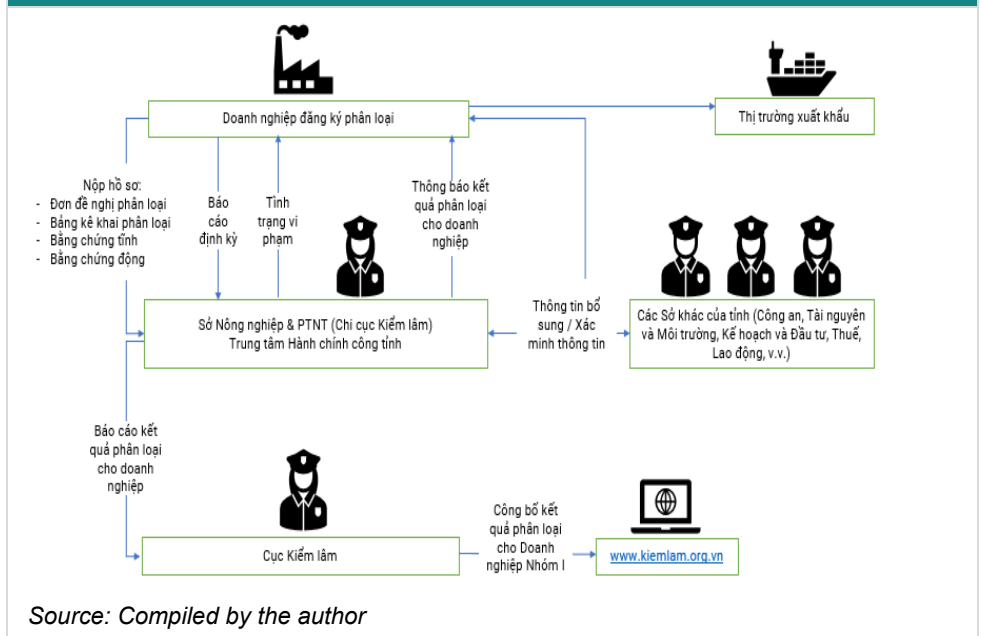 Doanh nghiệp đăng ký phân loại
Thị trường xuất khẩu
Nộp hồ sơ:
- Đơn đề nghị phân loại
- Bảng kê khai phân loại
- Bằng chứng tĩnh
- Bằng chứng động
Báo
cáo
định kỳ
Tình
trạng vi
phạm
Thông báo kết
quả phân loại
cho doanh
nghiệp
Sở Nông nghiệp & PTNT (Chi cục Kiểm lâm)
Trung tâm Hành chính công tỉnh
Thông tin bổ
sung / Xác
minh thông tin
Các Sở khác của tỉnh (Công an, Tài nguyên
và Môi trường, Kế hoạch và Đầu tư, Thuế,
Lao động, v.v.)
Báo cáo kết
quả phân loại
cho doanh
nghiệp
Cục Kiểm lâm
Công bố kết
quả phân loại
cho Doanh
nghiệp Nhóm I
www.kiemlam.org.vn
Source: Compiled by the author